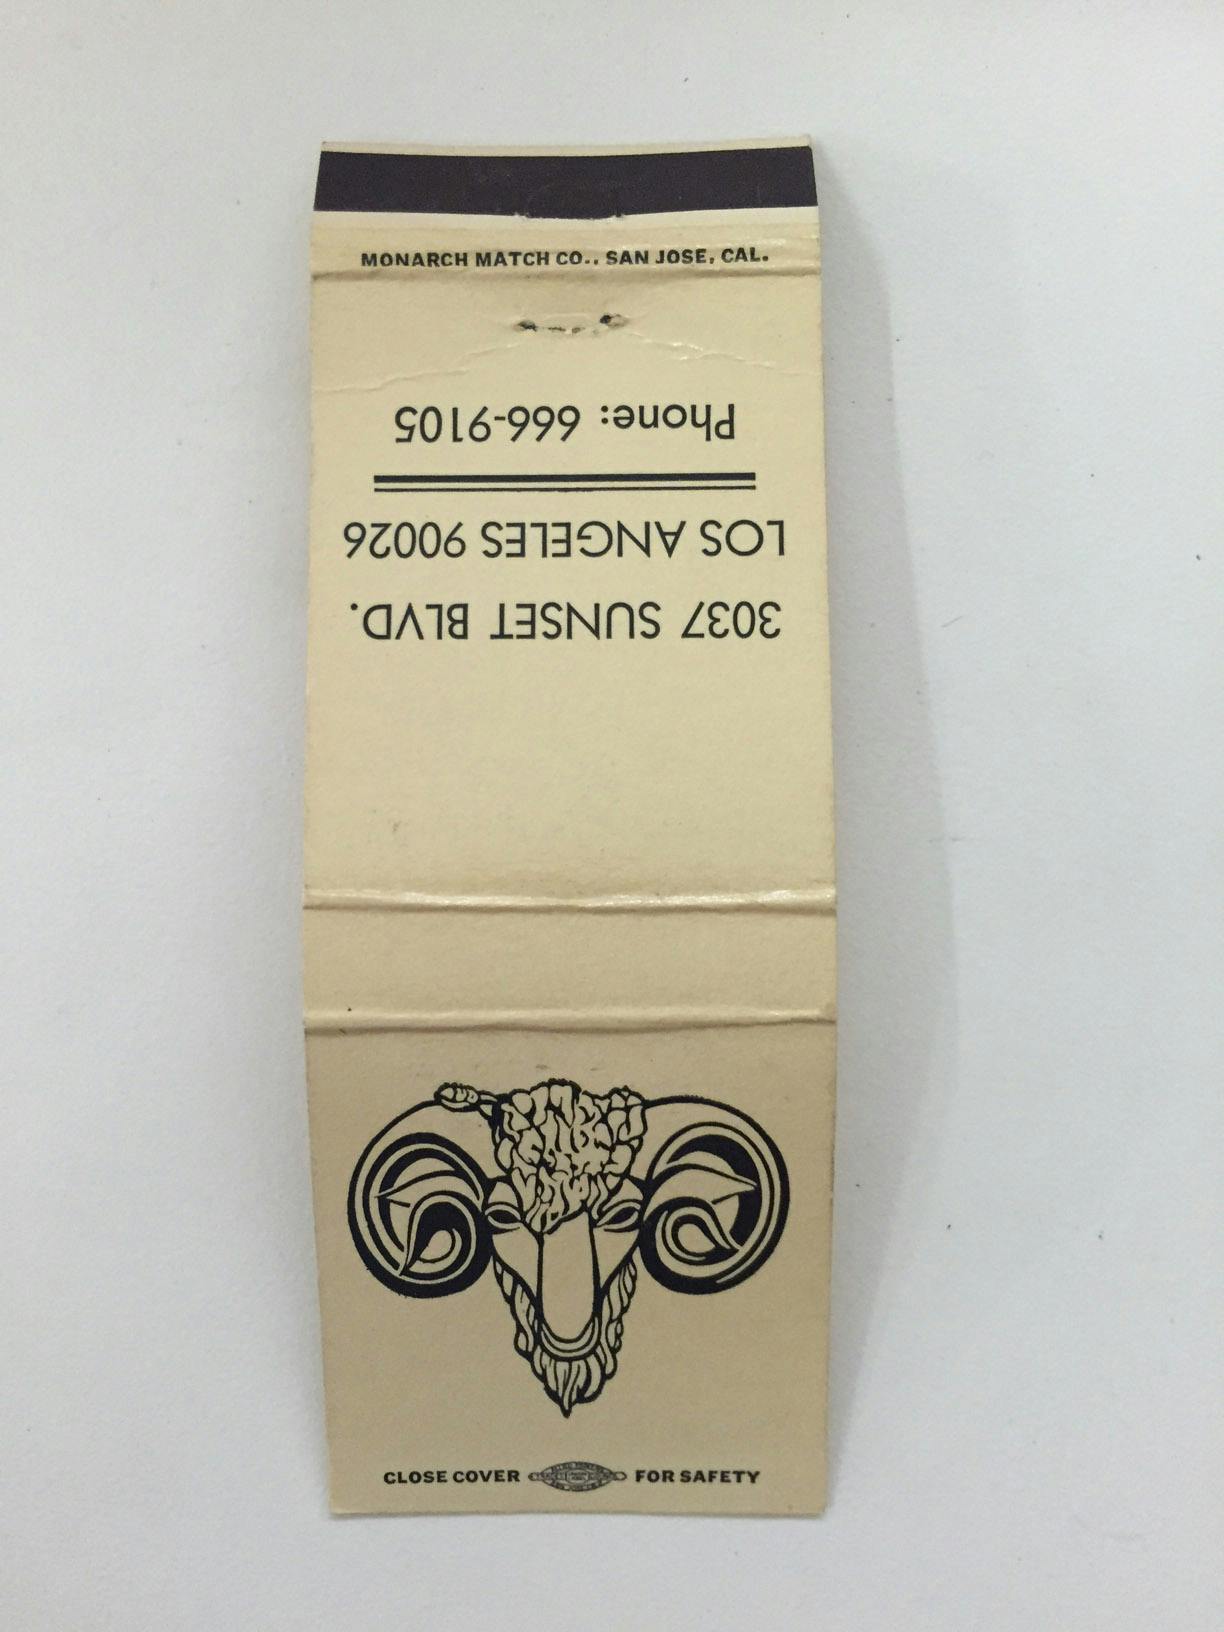 MONARCH MATCH CO., SAN JOSE, CAL.
3037 SUNSET BLVD.
LOS ANGELES 90026
Phone: 666-9105
CLOSE COVER FOR SAFETY